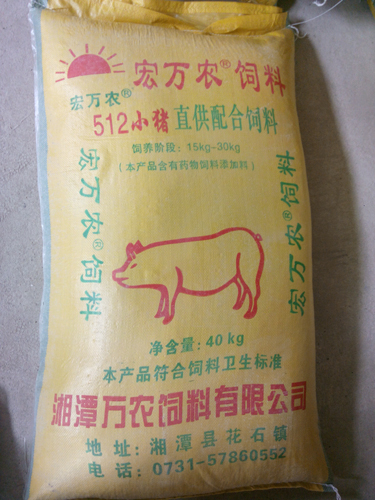 宏万农® 饲料
宏万农®
512小猪 直供配合饲料
饲养阶段：15kg-30kg
（本产品含有药物饲料添加料）
宏万农® 饲料
宏万农® 饲料
净含量：40kg
本产品符合饲料卫生标准
湘潭万农饲料有限公司
地址：湘潭县花石镇
电话：0731-57860552